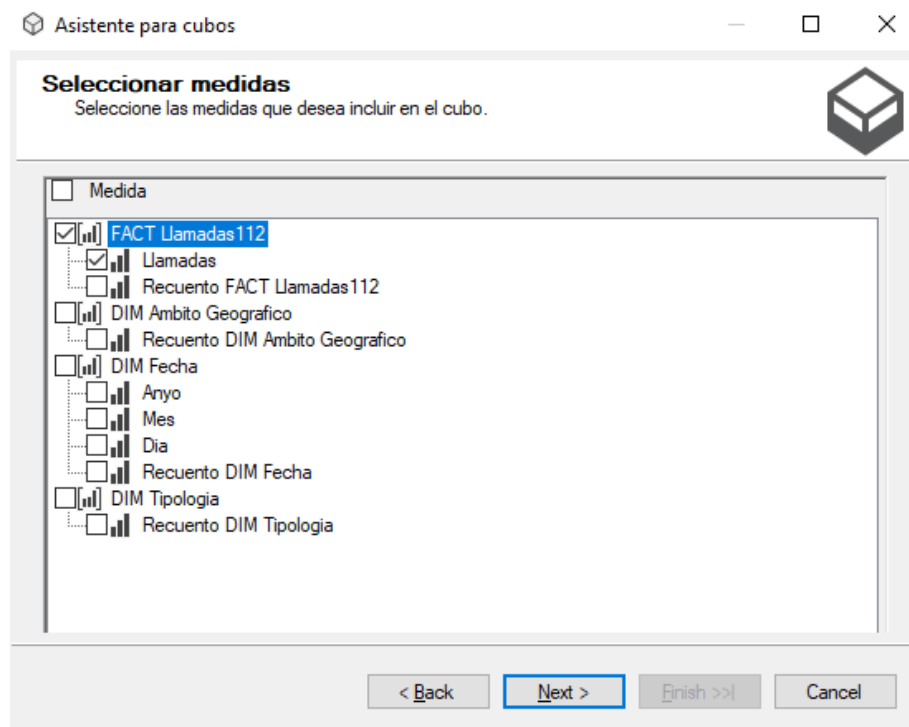 Asistente para cubos
Seleccionar medidas
Seleccione las medidas que desea incluir en el cubo.
Medida
FACT Llamadas112
Llamadas
Recuento FACT Llamadas112
DIM Ambito Geografico
Recuento DIM Ambito Geografico
DIM Fecha
Anyo
Mes
Dia
Recuento DIM Fecha
DIM Tipologia
Recuento DIM Tipologia
< Back Next > Finish >>| Cancel